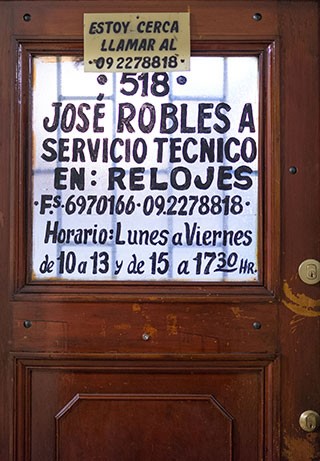 ESTOY CERCA
LLAMAR AL
09 2278818
• 518 •
JOSÉ ROBLES A
SERVICIO TECNICO
EN: RELOJES
•F.s 6970166-09.2278818•
Horario: Lunes a Viernes
de 10 a 13 y de 15 a 1730 HR.